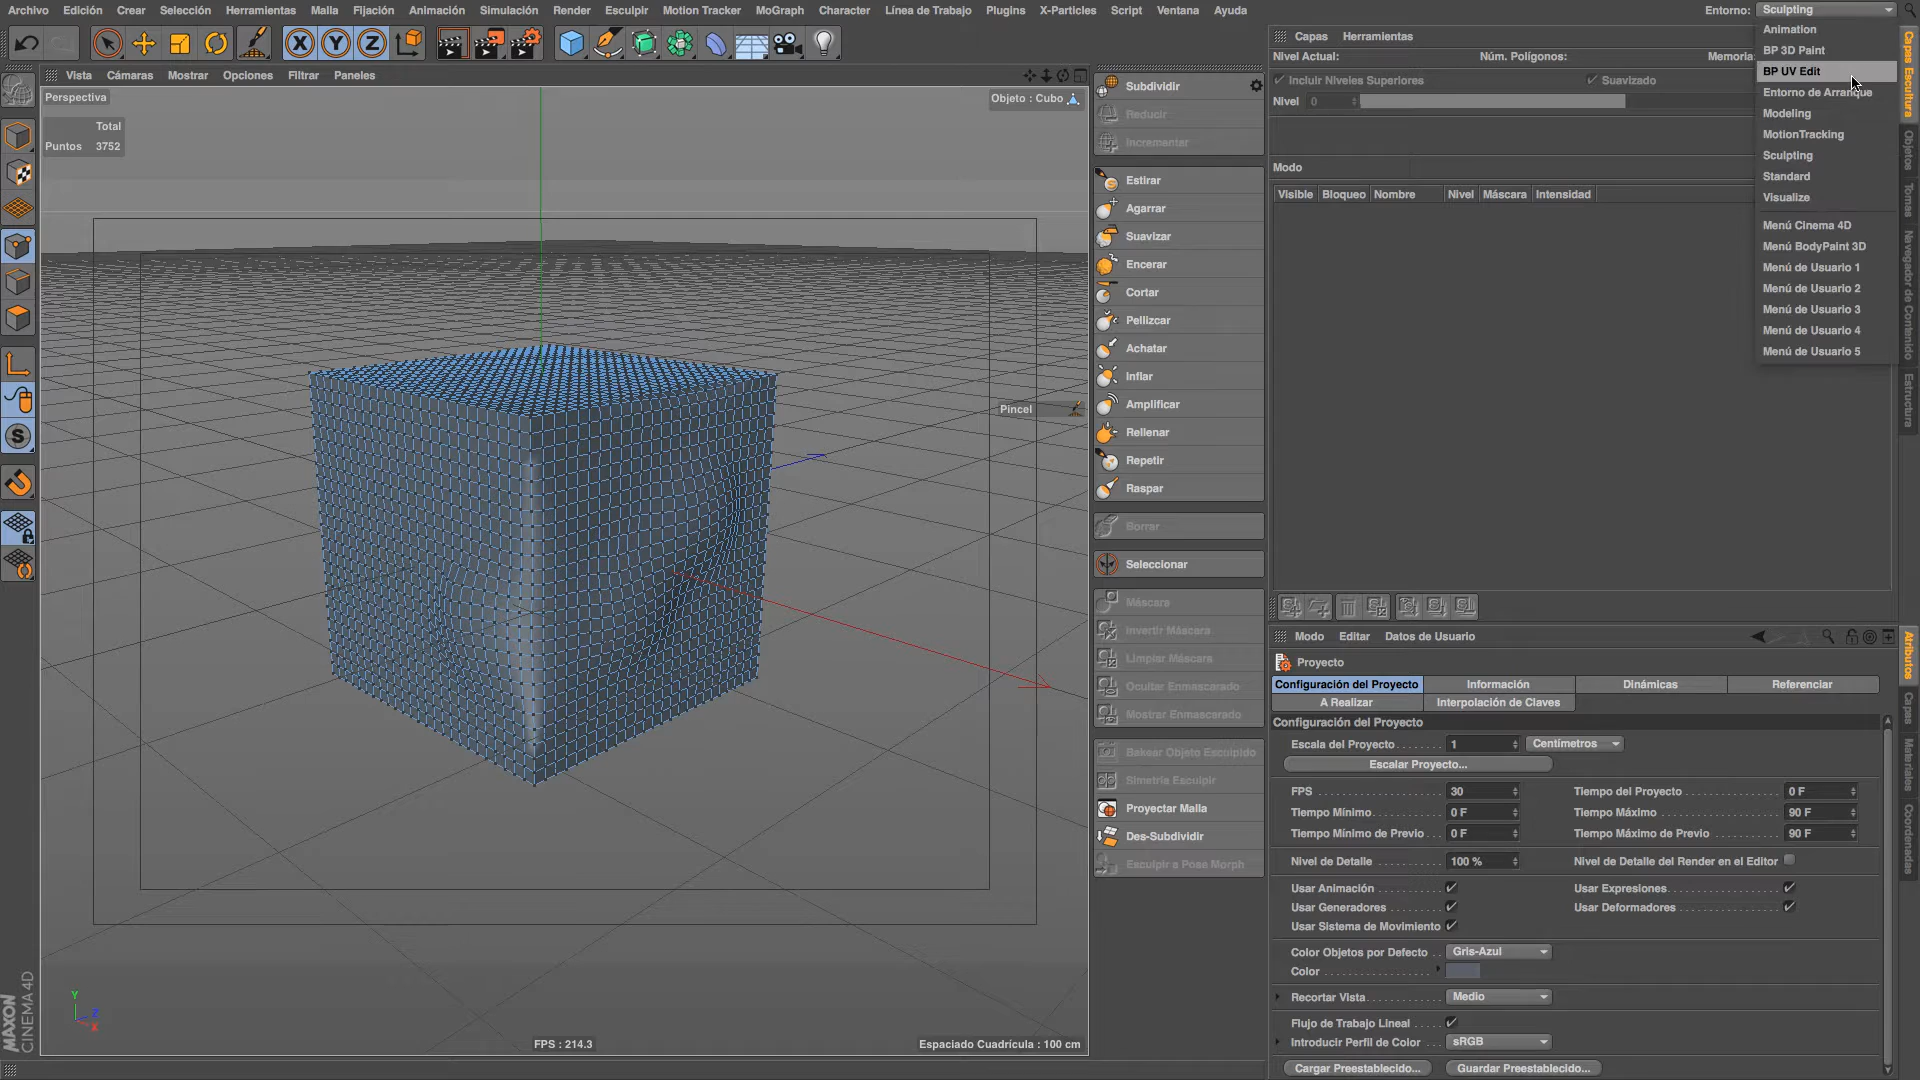 Archivo Edición Crear Selección Herramientas Malla Fijación Animación Simulación Render Esculpir Motion Tracker MoGraph Character Línea de Trabajo Plugins X-Particles Script Ventana Ayuda
Entorno: Sculpting
Animation
BP 3D Paint
BP UV Edit
Entorno de Arranque
Modeling
MotionTracking
Sculpting
Standard
Visualize
Menú Cinema 4D
Menú BodyPaint 3D
Menú de Usuario 1
Menú de Usuario 2
Menú de Usuario 3
Menú de Usuario 4
Menú de Usuario 5
Vista Cámaras Mostrar Opciones Filtrar Paneles
Perspectiva
Objeto : Cubo
Total
Puntos 3752
Pincel
FPS : 214.3
Espaciado Cuadrícula : 100 cm
Y
Z
X
MAXON
CINEMA 4D
Subdividir
Reducir
Incrementar
Estirar
Agarrar
Suavizar
Encerar
Cortar
Pellizcar
Achatar
Inflar
Amplificar
Rellenar
Repetir
Raspar
Borrar
Seleccionar
Máscara
Invertir Máscara
Limpiar Máscara
Ocultar Enmascarado
Mostrar Enmascarado
Bakear Objeto Esculpido
Simetría Esculpir
Proyectar Malla
Des-Subdividir
Esculpir a Pose Morph
Capas Herramientas
Nivel Actual: Núm. Polígonos: Memoria:
Incluir Niveles Superiores Suavizado
Nivel 0
Modo
Visible Bloqueo Nombre Nivel Máscara Intensidad
Capas Escultura
Objetos
Tomas
Navegador de Contenido
Estructura
Modo Editar Datos de Usuario
Proyecto
Configuración del Proyecto Información Dinámicas Referenciar
A Realizar Interpolación de Claves
Configuración del Proyecto
Escala del Proyecto 1 Centímetros
Escalar Proyecto...
FPS 30 Tiempo del Proyecto 0 F
Tiempo Mínimo 0 F Tiempo Máximo 90 F
Tiempo Mínimo de Previo 0 F Tiempo Máximo de Previo 90 F
Nivel de Detalle 100 % Nivel de Detalle del Render en el Editor
Usar Animación Usar Expresiones
Usar Generadores Usar Deformadores
Usar Sistema de Movimiento
Color Objetos por Defecto Gris-Azul
Color
Recortar Vista Medio
Flujo de Trabajo Lineal
Introducir Perfil de Color sRGB
Cargar Preestablecido... Guardar Preestablecido...
Atributos
Capas
Materiales
Coordenadas